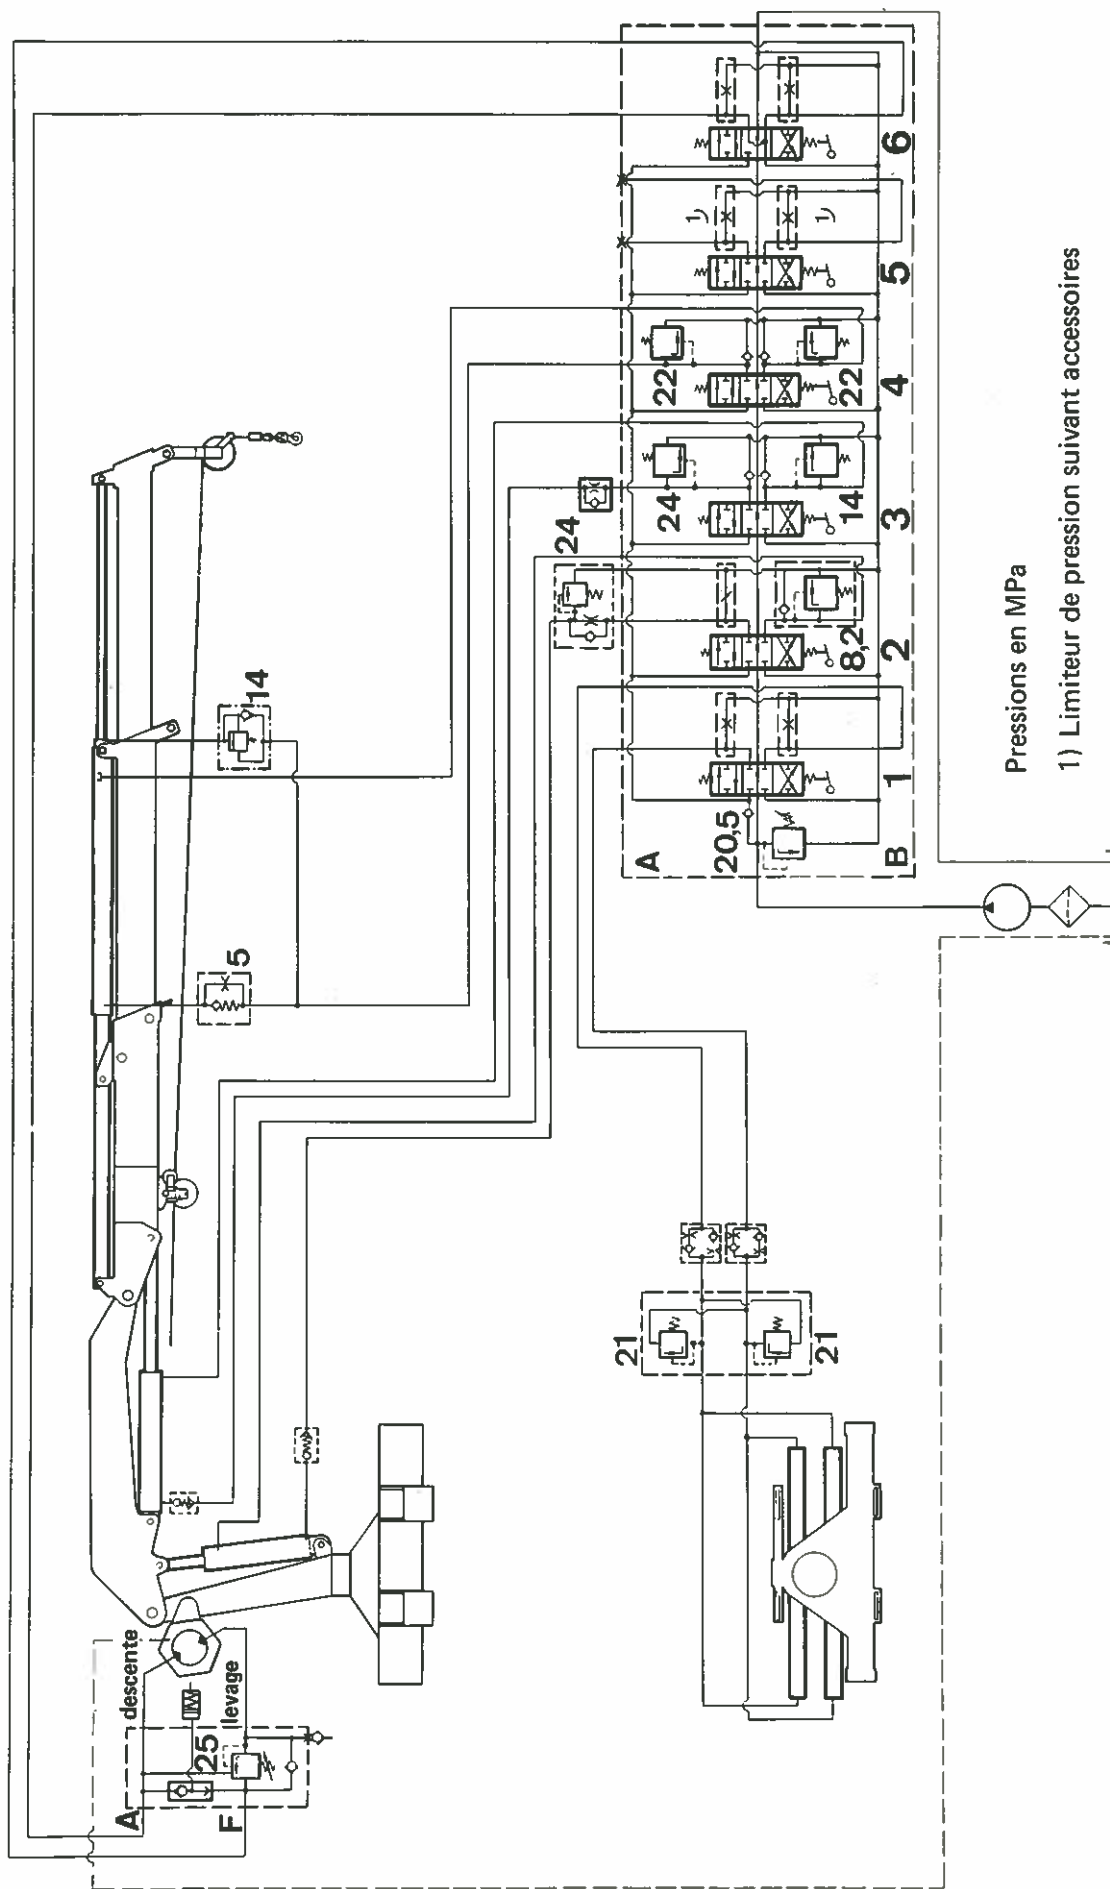 descente
levage
A
25
F
5
14
24
21
21
A
20,5
B
1
2
8,2
3
24
14
4
22
22
5
1)
1)
6
Pressions en MPa
1) Limiteur de pression suivant accessoires